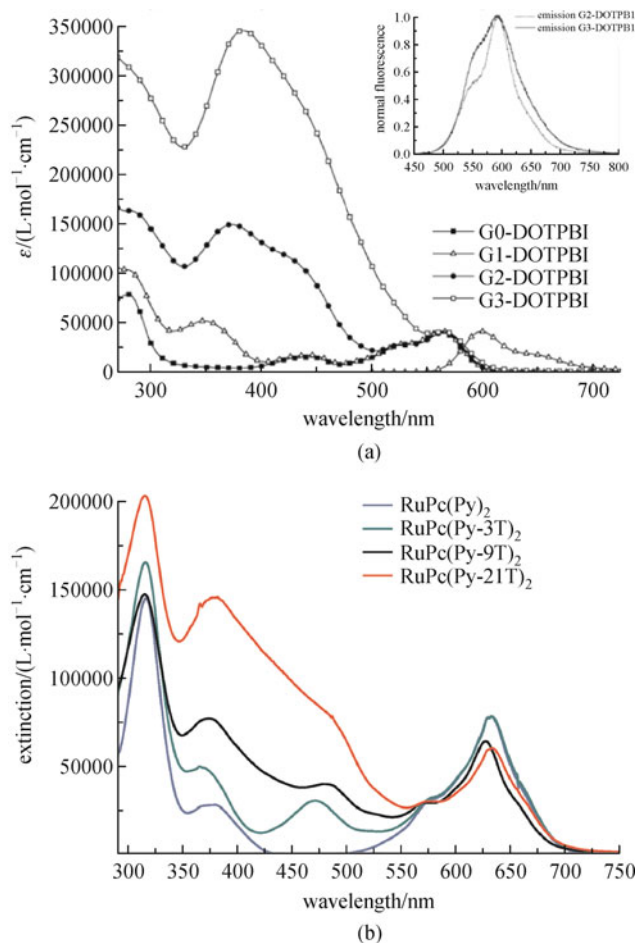 350000
300000
250000
200000
150000
100000
50000
0
ε/(L·mol⁻¹·cm⁻¹)
300 400 500 600 700
wavelength/nm
G0-DOTPBI
G1-DOTPBI
G2-DOTPBI
G3-DOTPBI
1.0
0.8
0.6
0.4
0.2
0.0
normal fluorescence
450 500 550 600 650 700 750 800
wavelength/nm
emission G2-DOTPB1
emission G3-DOTPB1
(a)
200000
150000
100000
50000
extinction/(L·mol⁻¹·cm⁻¹)
300 350 400 450 500 550 600 650 700 750
wavelength/nm
RuPc(Py)₂
RuPc(Py-3T)₂
RuPc(Py-9T)₂
RuPc(Py-21T)₂
(b)